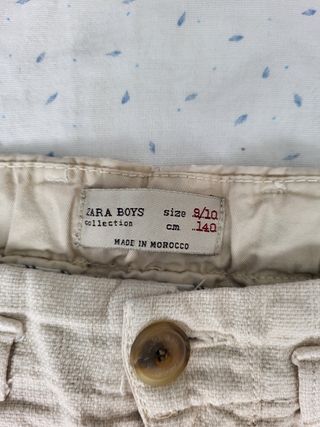 ZARA BOYS
collection
size 9/10
cm 140
MADE IN MOROCCO